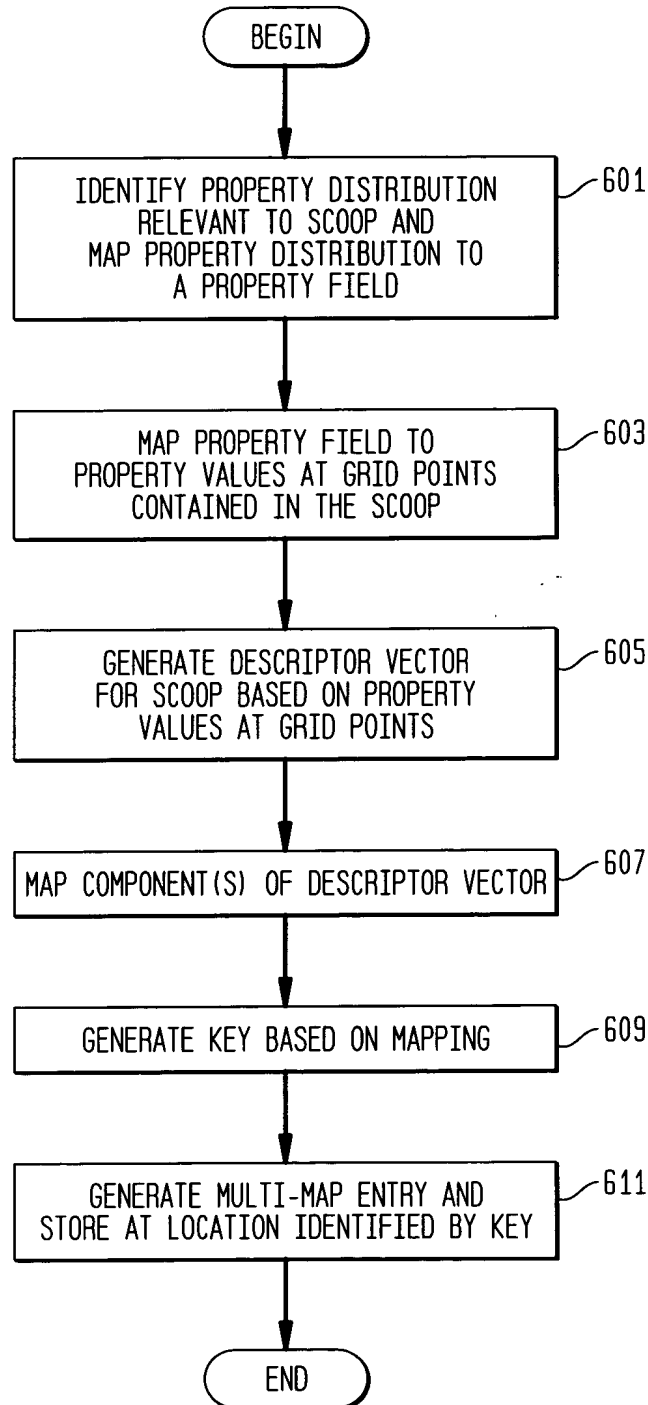 BEGIN
IDENTIFY PROPERTY DISTRIBUTION
RELEVANT TO SCOOP AND
MAP PROPERTY DISTRIBUTION TO
A PROPERTY FIELD
601
MAP PROPERTY FIELD TO
PROPERTY VALUES AT GRID POINTS
CONTAINED IN THE SCOOP
603
GENERATE DESCRIPTOR VECTOR
FOR SCOOP BASED ON PROPERTY
VALUES AT GRID POINTS
605
MAP COMPONENT(S) OF DESCRIPTOR VECTOR
607
GENERATE KEY BASED ON MAPPING
609
GENERATE MULTI-MAP ENTRY AND
STORE AT LOCATION IDENTIFIED BY KEY
611
END